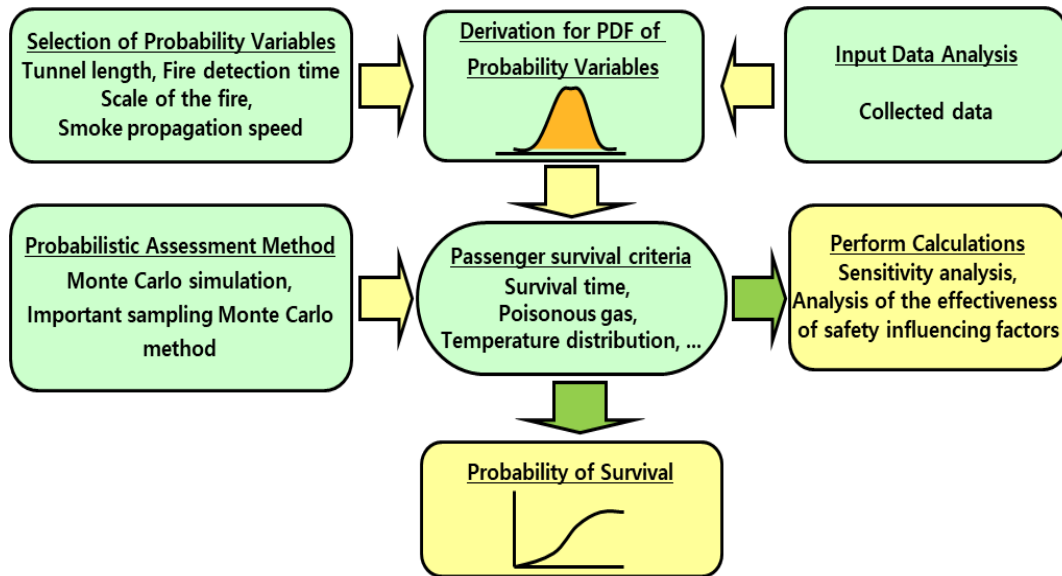 Selection of Probability Variables
Tunnel length, Fire detection time
Scale of the fire,
Smoke propagation speed
Derivation for PDF of
Probability Variables
Input Data Analysis
Collected data
Probabilistic Assessment Method
Monte Carlo simulation,
Important sampling Monte Carlo
method
Passenger survival criteria
Survival time,
Poisonous gas,
Temperature distribution, ...
Perform Calculations
Sensitivity analysis,
Analysis of the effectiveness
of safety influencing factors
Probability of Survival